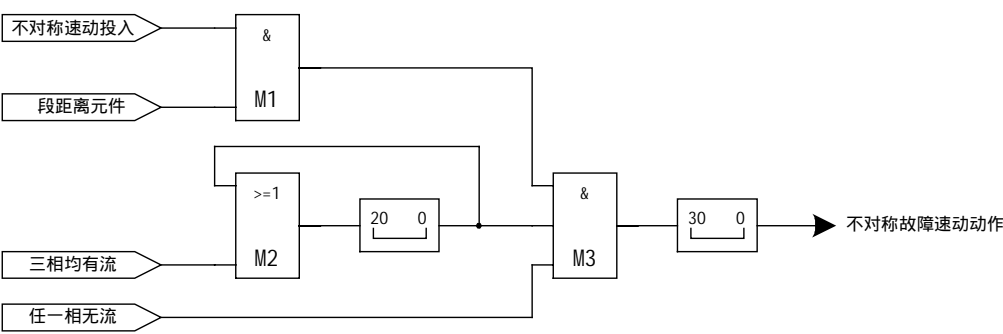 不对称速动投入
&
M1
段距离元件
>=1
M2
20 0
&
M3
30 0
不对称故障速动动作
三相均有流
任一相无流